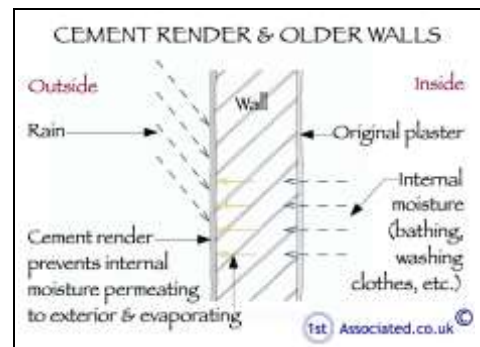 CEMENT RENDER & OLDER WALLS
Outside
Inside
Wall
Rain
Original plaster
Internal
moisture
(bathing,
washing
clothes, etc.)
Cement render
prevents internal
moisture permeating
to exterior & evaporating
1st Associated.co.uk ©